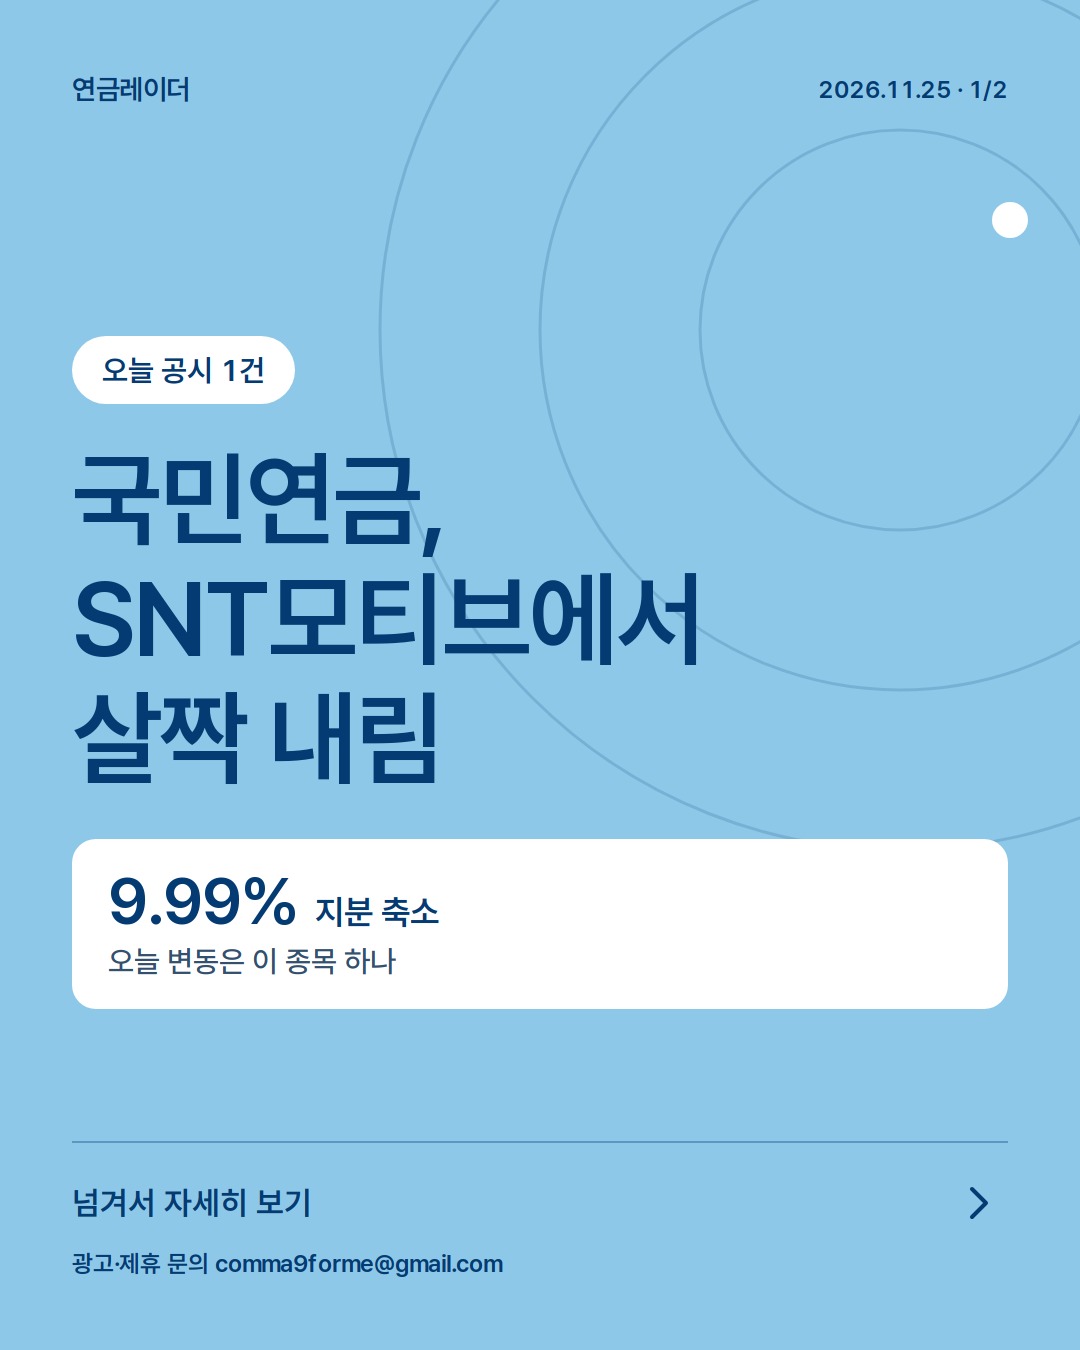 연금레이더
2026.11.25 · 1/2
오늘 공시 1건
국민연금,
SNT모티브에서
살짝 내림
9.99% 지분 축소
오늘 변동은 이 종목 하나
넘겨서 자세히 보기
광고·제휴 문의 comma9forme@gmail.com